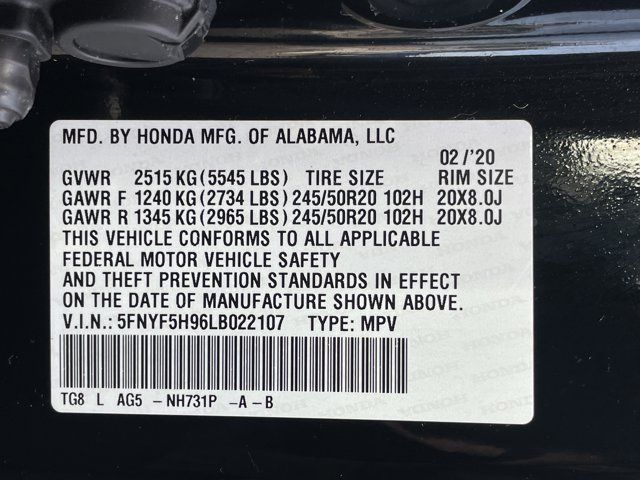 MFD. BY HONDA MFG. OF ALABAMA, LLC
02/'20
GVWR 2515 KG (5545 LBS) TIRE SIZE RIM SIZE
GAWR F 1240 KG (2734 LBS) 245/50R20 102H 20X8.0J
GAWR R 1345 KG (2965 LBS) 245/50R20 102H 20X8.0J
THIS VEHICLE CONFORMS TO ALL APPLICABLE
FEDERAL MOTOR VEHICLE SAFETY
AND THEFT PREVENTION STANDARDS IN EFFECT
ON THE DATE OF MANUFACTURE SHOWN ABOVE.
V.I.N.: 5FNYF5H96LB022107 TYPE: MPV
TG8 L AG5 - NH731P - A - B